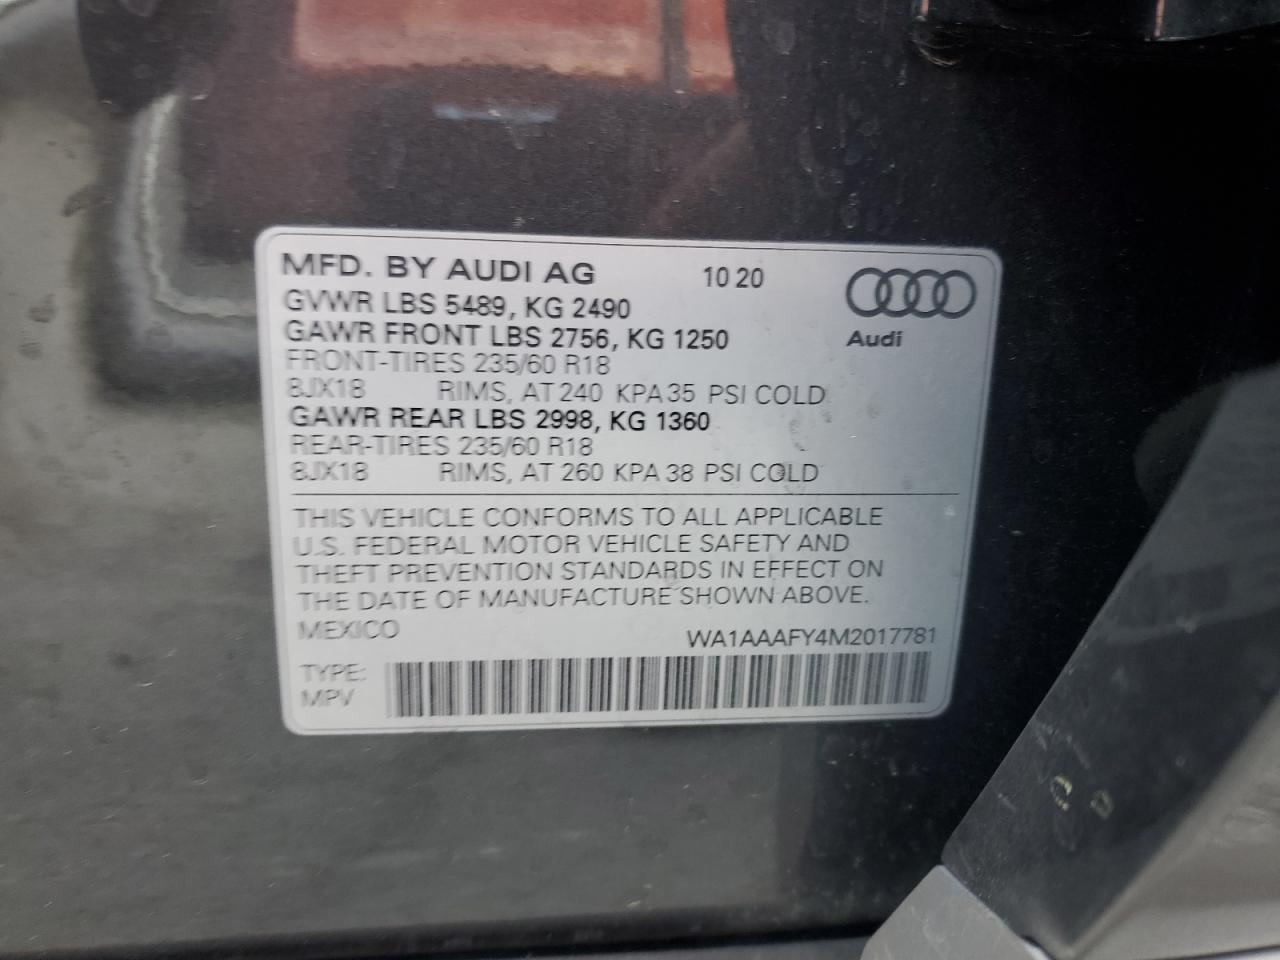 MFD. BY AUDI AG 10 20
GVWR LBS 5489, KG 2490
GAWR FRONT LBS 2756, KG 1250
Audi
FRONT-TIRES 235/60 R18
8JX18 RIMS, AT 240 KPA 35 PSI COLD
GAWR REAR LBS 2998, KG 1360
REAR-TIRES 235/60 R18
8JX18 RIMS, AT 260 KPA 38 PSI COLD
THIS VEHICLE CONFORMS TO ALL APPLICABLE
U.S. FEDERAL MOTOR VEHICLE SAFETY AND
THEFT PREVENTION STANDARDS IN EFFECT ON
THE DATE OF MANUFACTURE SHOWN ABOVE.
MEXICO WA1AAAFY4M2017781
TYPE:
MPV